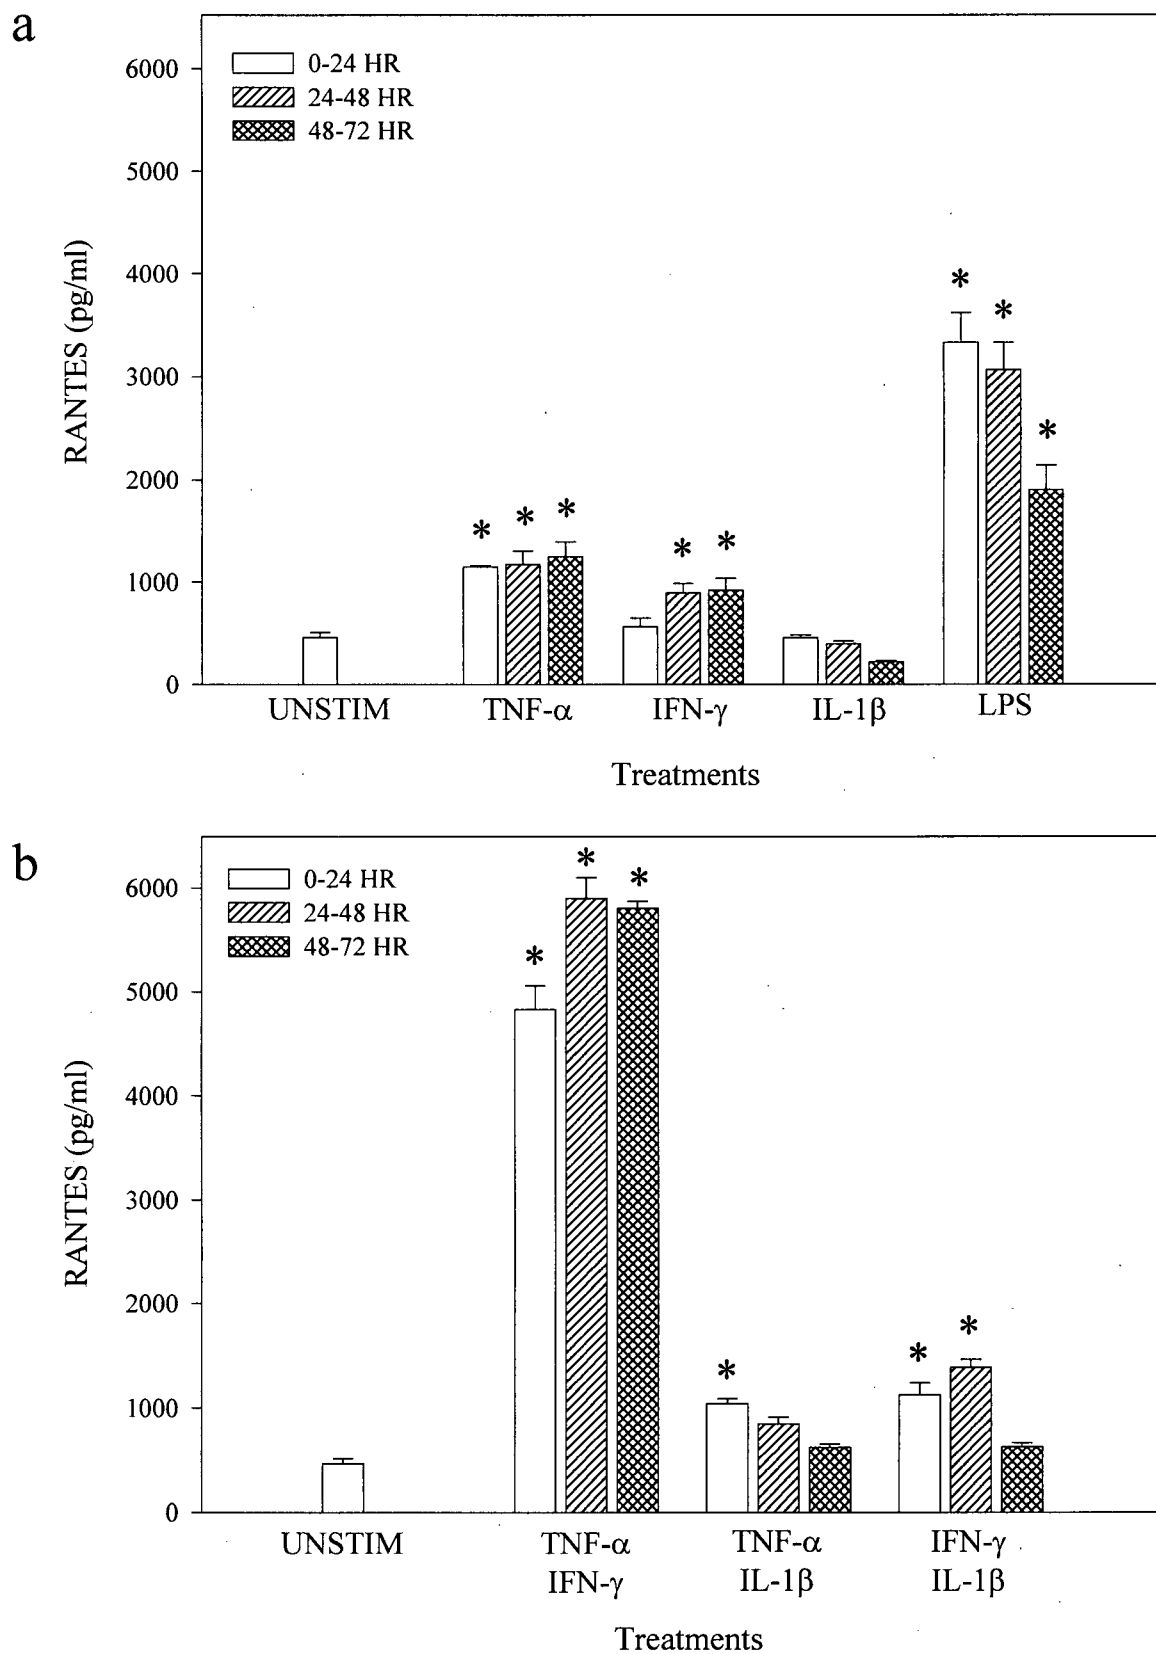 a
0-24 HR
24-48 HR
48-72 HR
6000
5000
4000
3000
2000
1000
0
RANTES (pg/ml)
* * * * * * * *
UNSTIM TNF-α IFN-γ IL-1β LPS
Treatments
b
0-24 HR
24-48 HR
48-72 HR
6000
5000
4000
3000
2000
1000
0
RANTES (pg/ml)
* * * * * *
UNSTIM TNF-α TNF-α IFN-γ
IFN-γ IL-1β IL-1β
Treatments